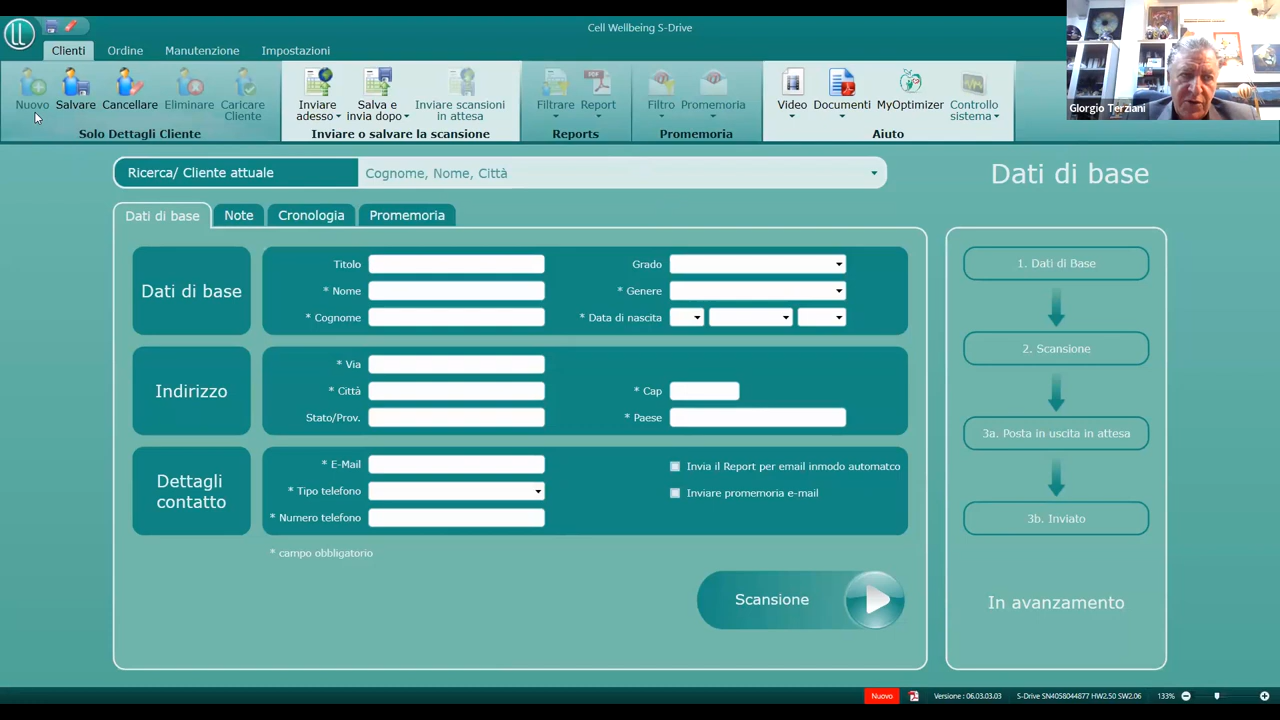 Cell Wellbeing S-Drive
Clienti Ordine Manutenzione Impostazioni
Nuovo Salvare Cancellare Eliminare Caricare Cliente
Solo Dettagli Cliente
Inviare adesso Salva e invia dopo Inviare scansioni in attesa
Inviare o salvare la scansione
Filtrare Report
Reports
Filtro Promemoria
Promemoria
Video Documenti MyOptimizer Controllo sistema
Aiuto
Giorgio Terziani
Ricerca/ Cliente attuale Cognome, Nome, Città
Dati di base
Dati di base Note Cronologia Promemoria
Dati di base
Titolo
Grado
* Nome
* Genere
* Cognome
* Data di nascita
Indirizzo
* Via
* Città
* Cap
Stato/Prov.
* Paese
Dettagli contatto
* E-Mail
Invia il Report per email inmodo automatco
* Tipo telefono
Inviare promemoria e-mail
* Numero telefono
* campo obbligatorio
Scansione
1. Dati di Base
2. Scansione
3a. Posta in uscita in attesa
3b. Inviato
In avanzamento
Nuovo
Versione : 06.03.03.03
S-Drive SN4058044877 HW2.50 SW2.06
133%